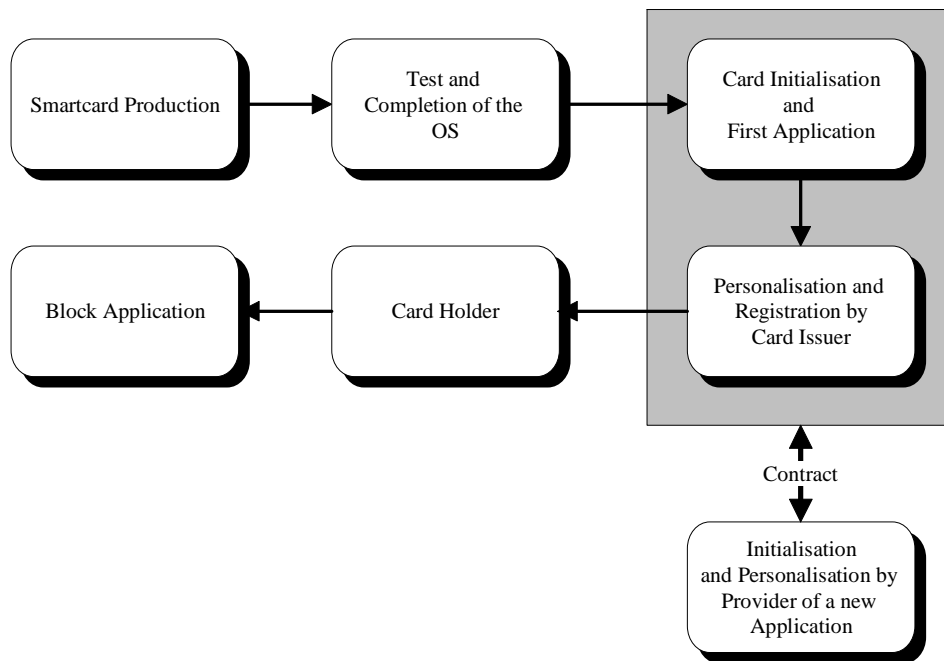 Smartcard Production
Test and
Completion of the
OS
Card Initialisation
and
First Application
Block Application
Card Holder
Personalisation and
Registration by
Card Issuer
Contract
Initialisation
and Personalisation by
Provider of a new
Application